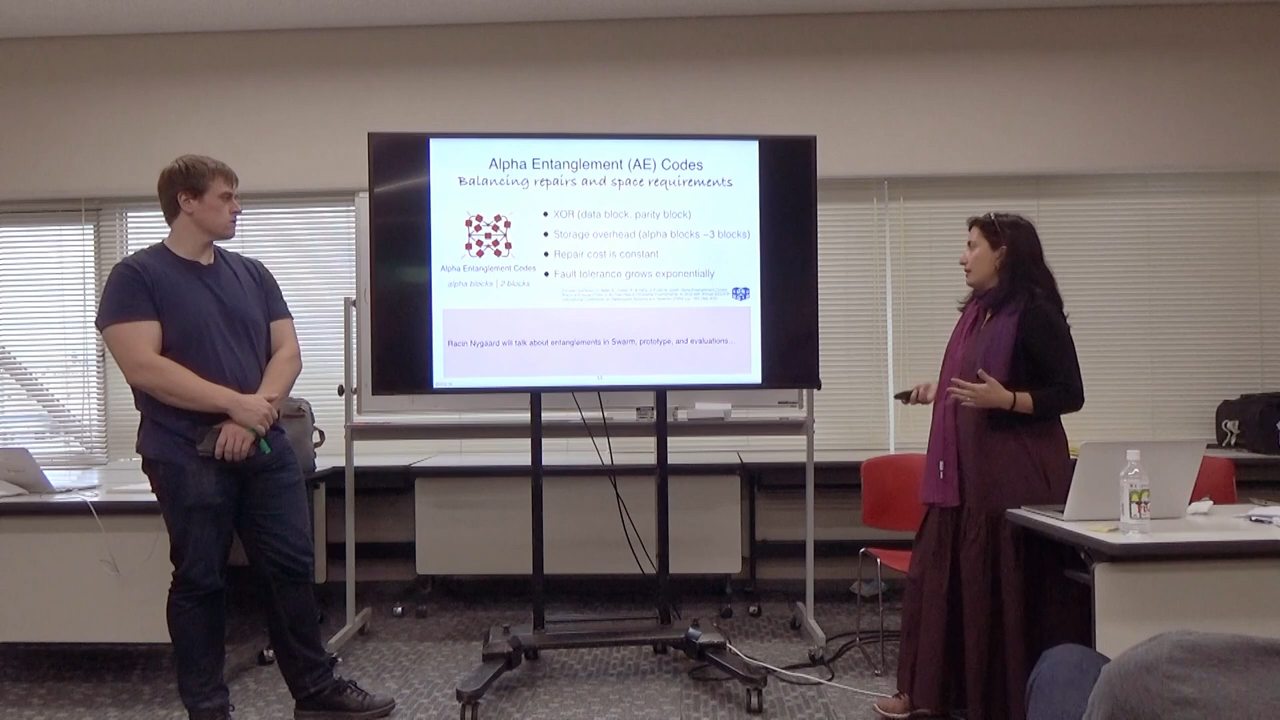 Alpha Entanglement (AE) Codes
Balancing repairs and space requirements
XOR (data block, parity block)
Storage overhead (alpha blocks ~3 blocks)
Repair cost is constant
Fault tolerance grows exponentially
Alpha Entanglement Codes
alpha blocks | 2 blocks
Racin Nygaard will talk about entanglements in Swarm, prototype, and evaluations...